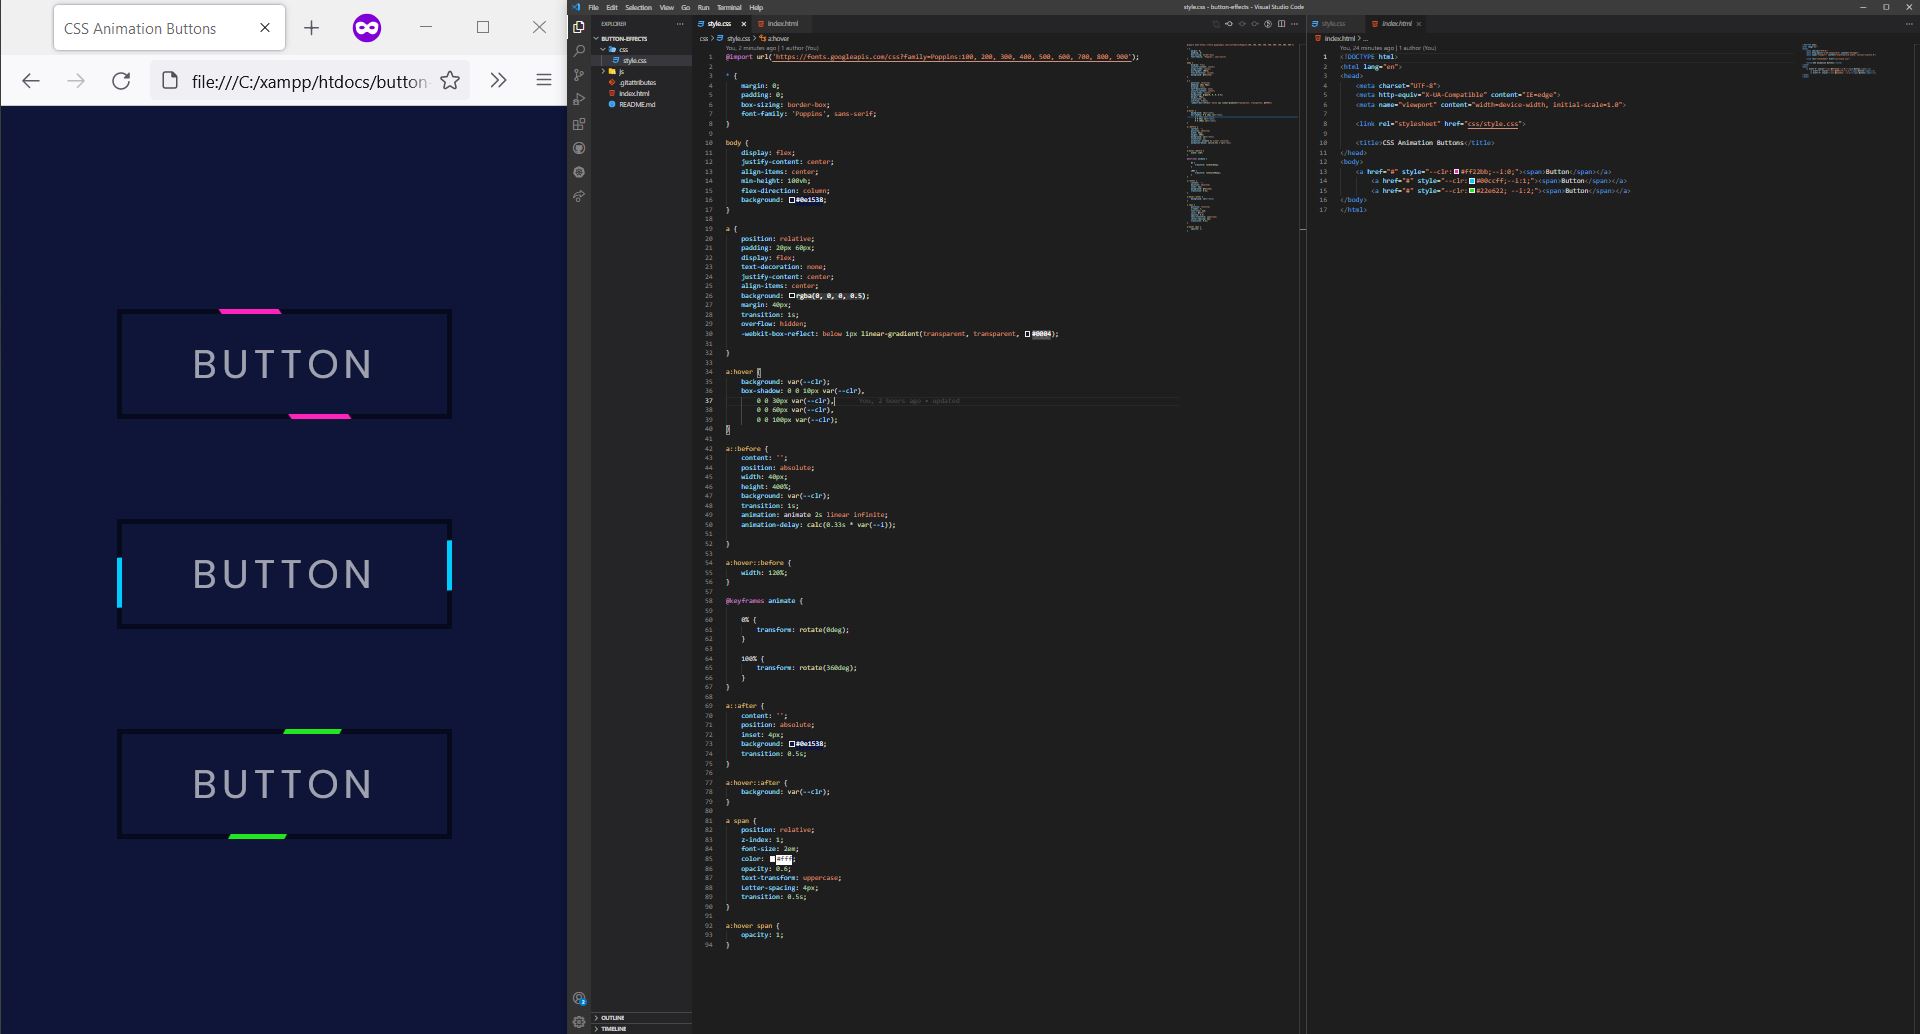 CSS Animation Buttons
file:///C:/xampp/htdocs/button-
BUTTON
BUTTON
BUTTON
File Edit Selection View Go Run Terminal Help
style.css - button-effects - Visual Studio Code
EXPLORER
BUTTON-EFFECTS
css
style.css
js
.gitattributes
index.html
README.md
OUTLINE
TIMELINE
style.css
index.html
css > style.css > a:hover
You, 2 minutes ago | 1 author (You)
1 @import url('https://fonts.googleapis.com/css?family=Poppins:100, 200, 300, 400, 500, 600, 700, 800, 900');
2
3 * {
4 margin: 0;
5 padding: 0;
6 box-sizing: border-box;
7 font-family: 'Poppins', sans-serif;
8 }
9
10 body {
11 display: flex;
12 justify-content: center;
13 align-items: center;
14 min-height: 100vh;
15 flex-direction: column;
16 background: #0e1538;
17 }
18
19 a {
20 position: relative;
21 padding: 20px 60px;
22 display: flex;
23 text-decoration: none;
24 justify-content: center;
25 align-items: center;
26 background: rgba(0, 0, 0, 0.5);
27 margin: 40px;
28 transition: 1s;
29 overflow: hidden;
30 -webkit-box-reflect: below 1px linear-gradient(transparent, transparent, #0004);
31
32 }
33
34 a:hover {
35 background: var(--clr);
36 box-shadow: 0 0 10px var(--clr),
37 0 0 30px var(--clr), You, 2 hours ago • updated
38 0 0 60px var(--clr),
39 0 0 100px var(--clr);
40 }
41
42 a::before {
43 content: '';
44 position: absolute;
45 width: 40px;
46 height: 400%;
47 background: var(--clr);
48 transition: 1s;
49 animation: animate 2s linear infinite;
50 animation-delay: calc(0.33s * var(--i));
51
52 }
53
54 a:hover::before {
55 width: 120%;
56 }
57
58 @keyframes animate {
59
60 0% {
61 transform: rotate(0deg);
62 }
63
64 100% {
65 transform: rotate(360deg);
66 }
67 }
68
69 a::after {
70 content: '';
71 position: absolute;
72 inset: 4px;
73 background: #0e1538;
74 transition: 0.5s;
75 }
76
77 a:hover::after {
78 background: var(--clr);
79 }
80
81 a span {
82 position: relative;
83 z-index: 1;
84 font-size: 2em;
85 color: #fff;
86 opacity: 0.6;
87 text-transform: uppercase;
88 Letter-spacing: 4px;
89 transition: 0.5s;
90 }
91
92 a:hover span {
93 opacity: 1;
94 }
style.css
index.html
index.html > ...
You, 24 minutes ago | 1 author (You)
1 <!DOCTYPE html>
2 <html lang="en">
3 <head>
4 <meta charset="UTF-8">
5 <meta http-equiv="X-UA-Compatible" content="IE=edge">
6 <meta name="viewport" content="width=device-width, initial-scale=1.0">
7
8 <link rel="stylesheet" href="css/style.css">
9
10 <title>CSS Animation Buttons</title>
11 </head>
12 <body>
13 <a href="#" style="--clr:#ff22bb;--i:0;"><span>Button</span></a>
14 <a href="#" style="--clr:#00ccff;--i:1;"><span>Button</span></a>
15 <a href="#" style="--clr:#22e622; --i:2;"><span>Button</span></a>
16 </body>
17 </html>